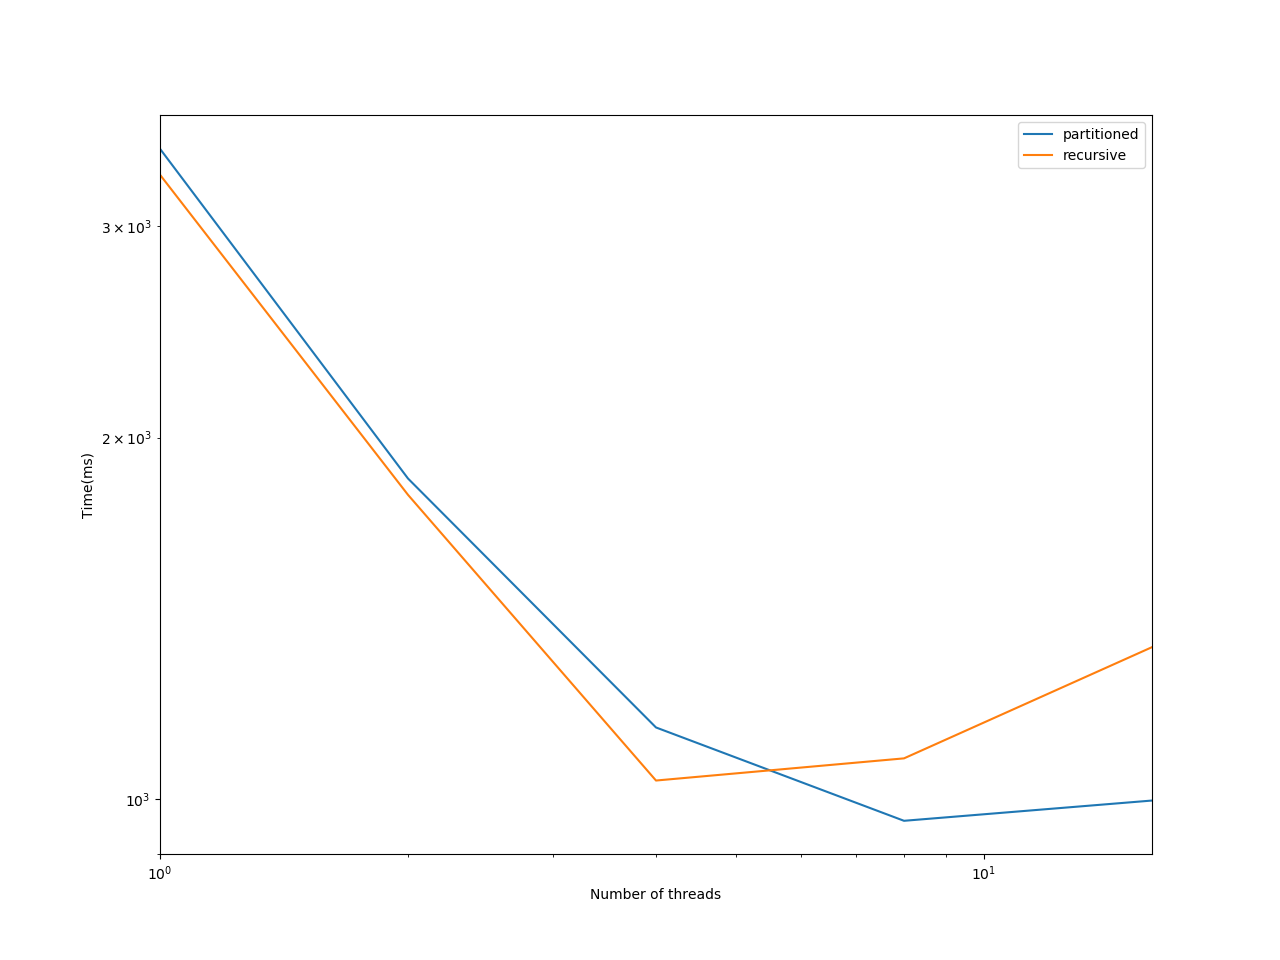 partitioned
recursive
3 × 10³
2 × 10³
10³
Time(ms)
10⁰
10¹
Number of threads